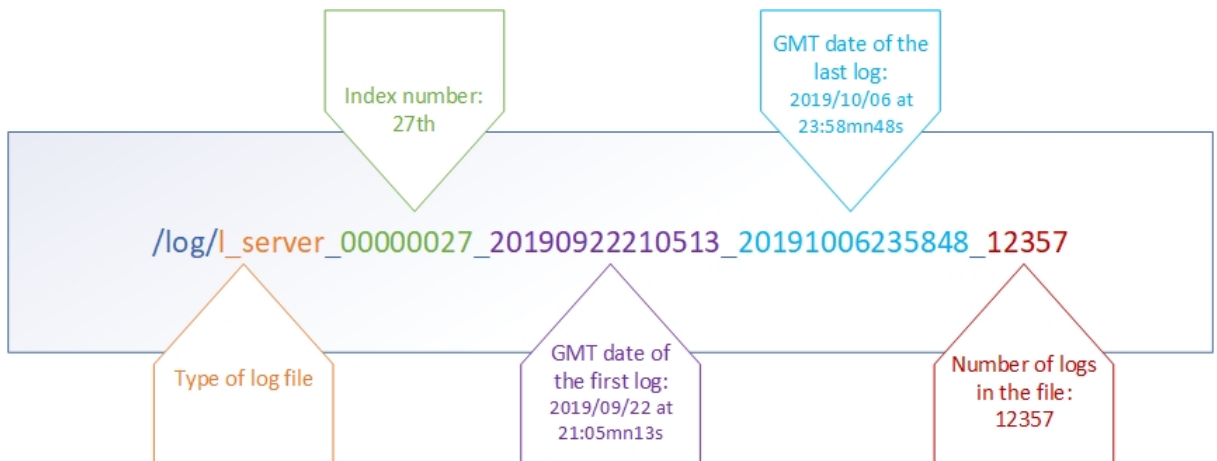 Index number:
27th
GMT date of the
last log:
2019/10/06 at
23:58mn48s
/log/l_server_00000027_20190922210513_20191006235848_12357
Type of log file
GMT date of
the first log:
2019/09/22 at
21:05mn13s
Number of logs
in the file:
12357